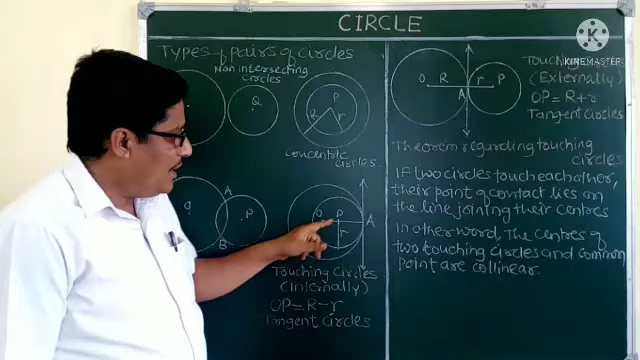 CIRCLE
Types of pairs of circles
Non intersecting
circles
Q
P
R
r
concentric circles
O
A
P
B
O
P
A
r
Touching Circles
(Internally)
OP=R-r
Tangent Circles
O
R
A
r
P
Touching
(Externally)
OP=R+r
Tangent Circles
Theorem regarding touching
circles
If two circles touch each other,
their point of contact lies on
the line joining their centres
In other word, The centres of
two touching circles and common
point are collinear.
KINEMASTER